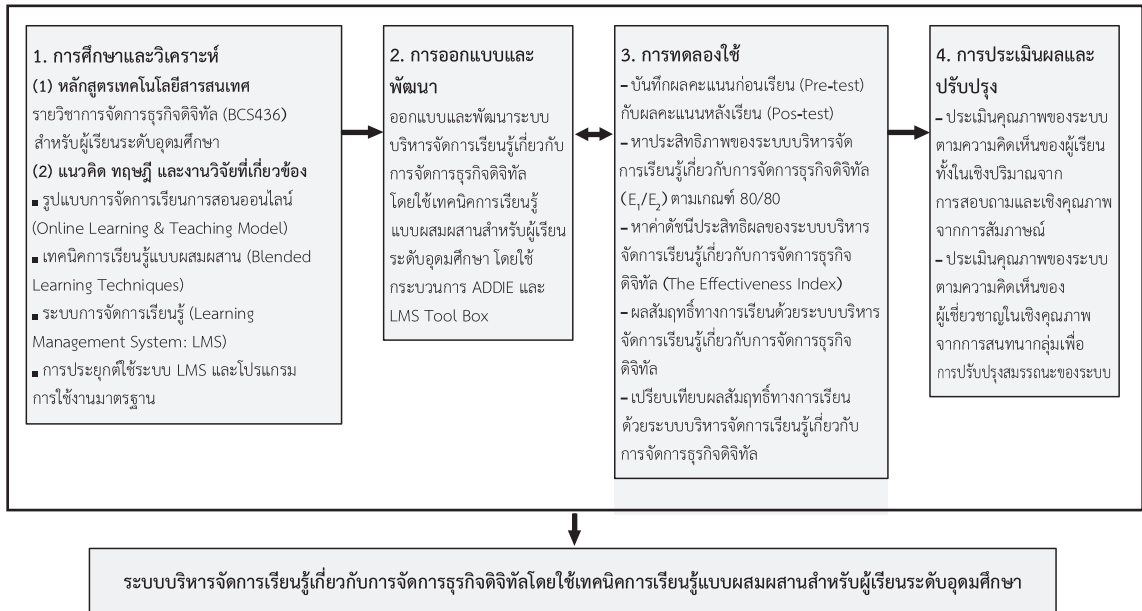 1. การศึกษาและวิเคราะห์
(1) หลักสูตรเทคโนโลยีสารสนเทศ
รายวิชาการจัดการธุรกิจดิจิทัล (BCS436)
สำหรับผู้เรียนระดับอุดมศึกษา
(2) แนวคิด ทฤษฎี และงานวิจัยที่เกี่ยวข้อง
▪ รูปแบบการจัดการเรียนการสอนออนไลน์
(Online Learning & Teaching Model)
▪ เทคนิคการเรียนรู้แบบผสมผสาน (Blended
Learning Techniques)
▪ ระบบการจัดการเรียนรู้ (Learning
Management System: LMS)
▪ การประยุกต์ใช้ระบบ LMS และโปรแกรม
การใช้งานมาตรฐาน
2. การออกแบบและ
พัฒนา
ออกแบบและพัฒนาระบบ
บริหารจัดการเรียนรู้เกี่ยวกับ
การจัดการธุรกิจดิจิทัล
โดยใช้เทคนิคการเรียนรู้
แบบผสมผสานสำหรับผู้เรียน
ระดับอุดมศึกษา โดยใช้
กระบวนการ ADDIE และ
LMS Tool Box
3. การทดลองใช้
– บันทึกผลคะแนนก่อนเรียน (Pre-test)
กับผลคะแนนหลังเรียน (Pos-test)
– หาประสิทธิภาพของระบบบริหารจัด
การเรียนรู้เกี่ยวกับการจัดการธุรกิจดิจิทัล
(E₁/E₂) ตามเกณฑ์ 80/80
– หาค่าดัชนีประสิทธิผลของระบบบริหาร
จัดการเรียนรู้เกี่ยวกับการจัดการธุรกิจ
ดิจิทัล (The Effectiveness Index)
– ผลสัมฤทธิ์ทางการเรียนด้วยระบบบริหาร
จัดการเรียนรู้เกี่ยวกับการจัดการธุรกิจ
ดิจิทัล
– เปรียบเทียบผลสัมฤทธิ์ทางการเรียน
ด้วยระบบบริหารจัดการเรียนรู้เกี่ยวกับ
การจัดการธุรกิจดิจิทัล
4. การประเมินผลและ
ปรับปรุง
– ประเมินคุณภาพของระบบ
ตามความคิดเห็นของผู้เรียน
ทั้งในเชิงปริมาณจาก
การสอบถามและเชิงคุณภาพ
จากการสัมภาษณ์
– ประเมินคุณภาพของระบบ
ตามความคิดเห็นของ
ผู้เชี่ยวชาญในเชิงคุณภาพ
จากการสนทนากลุ่มเพื่อ
การปรับปรุงสมรรถนะของระบบ
ระบบบริหารจัดการเรียนรู้เกี่ยวกับการจัดการธุรกิจดิจิทัลโดยใช้เทคนิคการเรียนรู้แบบผสมผสานสำหรับผู้เรียนระดับอุดมศึกษา